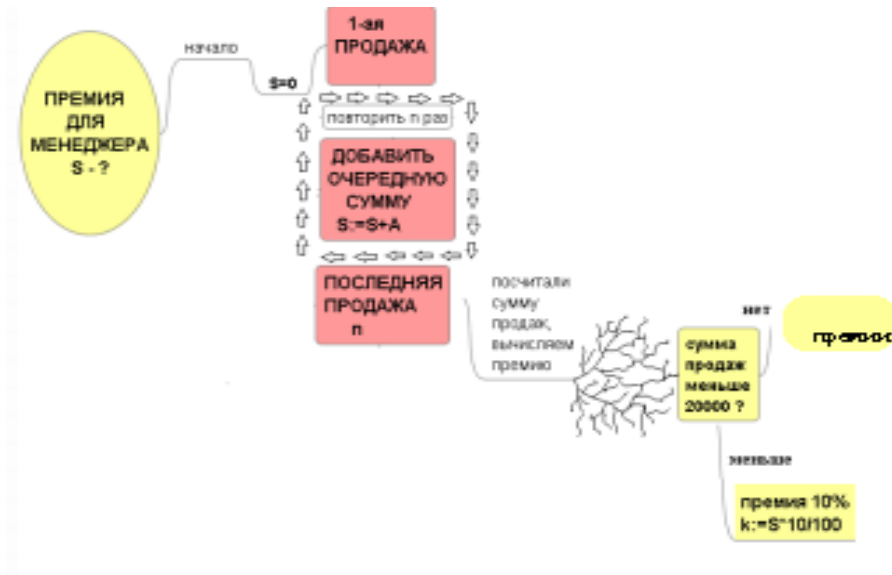 ПРЕМИЯ
ДЛЯ
МЕНЕДЖЕРА
S - ?
начало
S=0
1-ая
ПРОДАЖА
повторить n раз
ДОБАВИТЬ
ОЧЕРЕДНУЮ
СУММУ
S:=S+A
ПОСЛЕДНЯЯ
ПРОДАЖА
n
посчитали
сумму
продаж,
вычисляем
премию
сумма
продаж
меньше
20000 ?
нет
меньше
премия 10%
k:=S*10/100